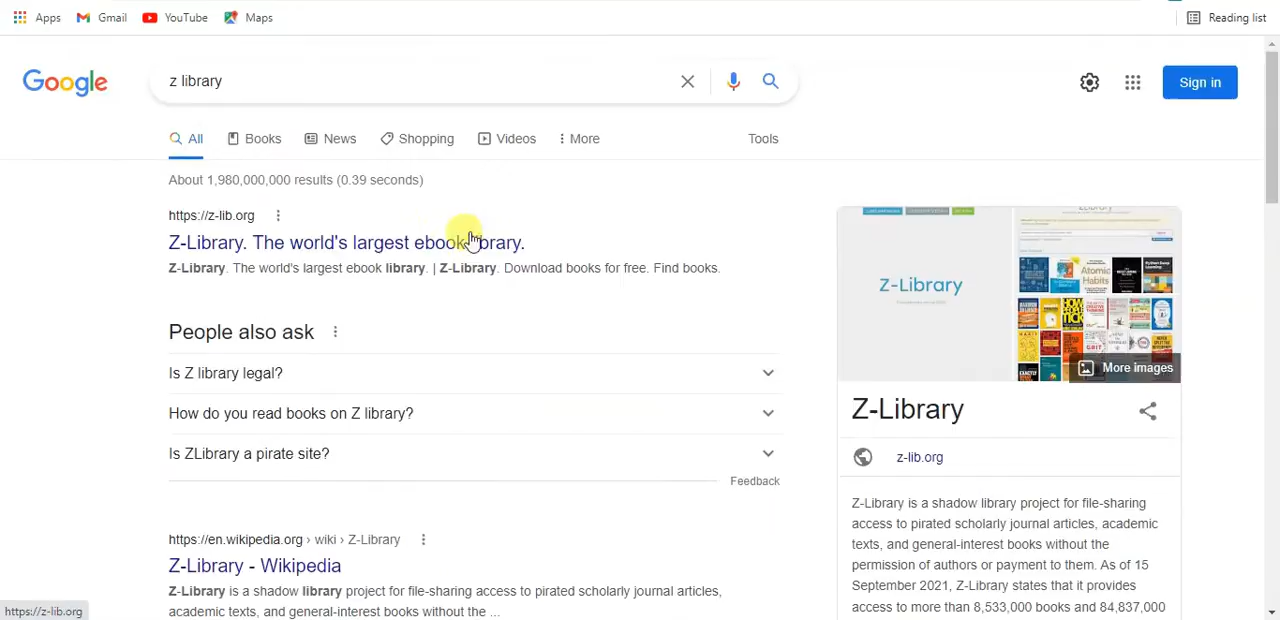 Apps Gmail YouTube Maps Reading list
Google z library Sign in
All Books News Shopping Videos More Tools
About 1,980,000,000 results (0.39 seconds)
https://z-lib.org
Z-Library. The world's largest ebook library.
Z-Library. The world's largest ebook library. | Z-Library. Download books for free. Find books.
People also ask
Is Z library legal?
How do you read books on Z library?
Is ZLibrary a pirate site?
Feedback
https://en.wikipedia.org › wiki › Z-Library
Z-Library - Wikipedia
Z-Library is a shadow library project for file-sharing access to pirated scholarly journal articles,
academic texts, and general-interest books without the ...
https://z-lib.org
Z-Library
Atomic
Habits
More images
Z-Library
z-lib.org
Z-Library is a shadow library project for file-sharing
access to pirated scholarly journal articles, academic
texts, and general-interest books without the
permission of authors or payment to them. As of 15
September 2021, Z-Library states that it provides
access to more than 8,533,000 books and 84,837,000